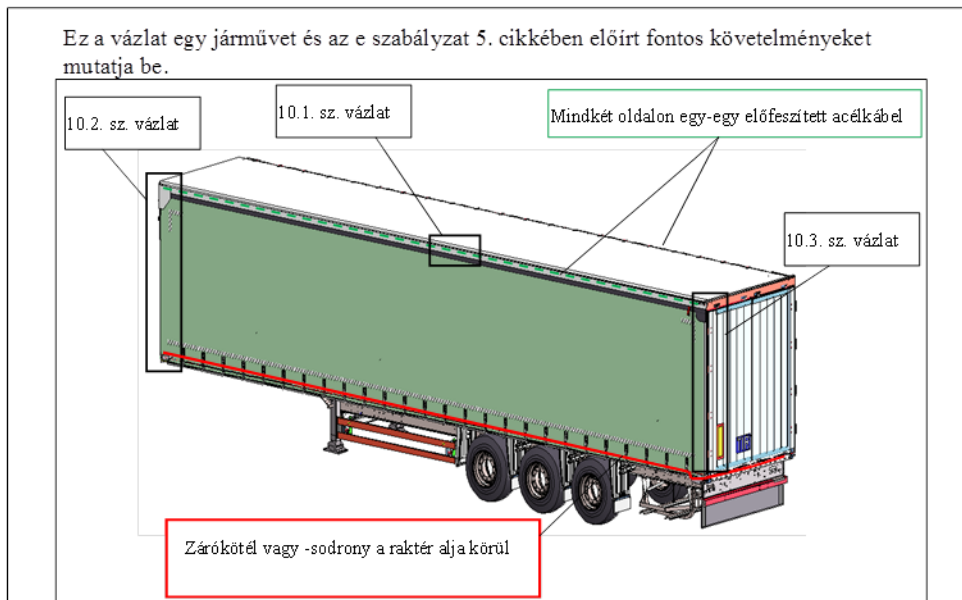 Ez a vázlat egy járművet és az e szabályzat 5. cikkében előírt fontos követelményeket
mutatja be.
10.2. sz. vázlat
10.1. sz. vázlat
Mindkét oldalon egy-egy előfeszített acélkábel
10.3. sz. vázlat
Zárókötél vagy -sodrony a raktér alja körül